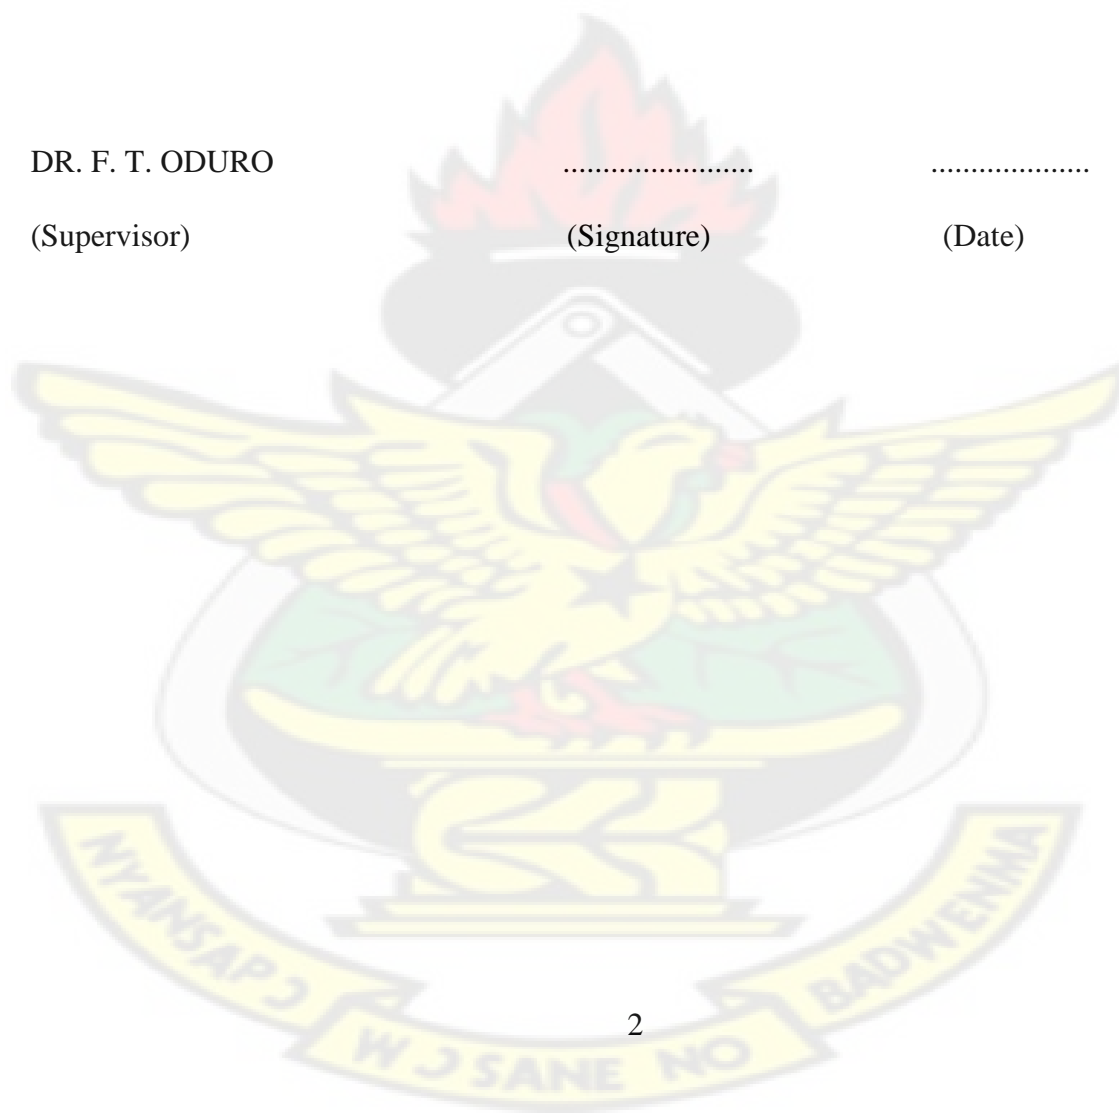 DR. F. T. ODURO ........................ ....................
(Supervisor) (Signature) (Date)
NYANSAPƆ WƆSANE NO BADWENMA
2